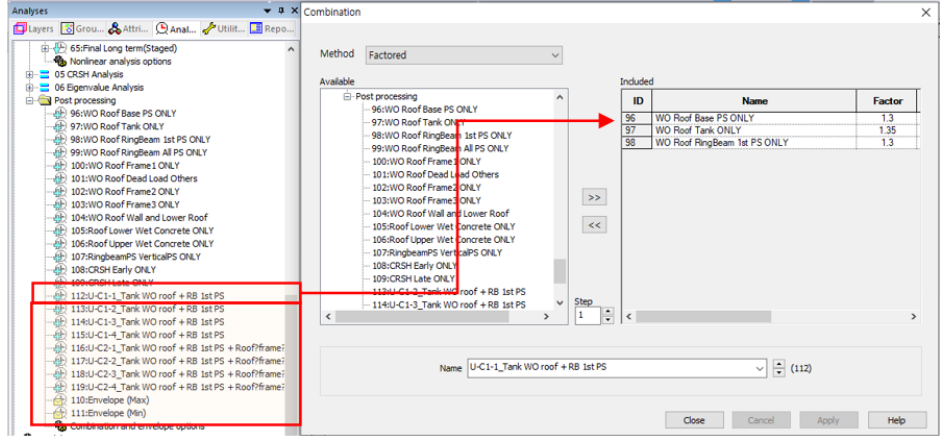 Analyses
Layers Grou... Attri... Anal... Utilit... Repo...
65:Final Long term(Staged)
Nonlinear analysis options
05 CRSH Analysis
06 Eigenvalue Analysis
Post processing
96:WO Roof Base PS ONLY
97:WO Roof Tank ONLY
98:WO Roof RingBeam 1st PS ONLY
99:WO Roof RingBeam All PS ONLY
100:WO Roof Frame1 ONLY
101:WO Roof Dead Load Others
102:WO Roof Frame2 ONLY
103:WO Roof Frame3 ONLY
104:WO Roof Wall and Lower Roof
105:Roof Lower Wet Concrete ONLY
106:Roof Upper Wet Concrete ONLY
107:RingbeamPS VerticalPS ONLY
108:CRSH Early ONLY
109:CRSH Late ONLY
112:U-C1-1_Tank WO roof + RB 1st PS
113:U-C1-2_Tank WO roof + RB 1st PS
114:U-C1-3_Tank WO roof + RB 1st PS
115:U-C1-4_Tank WO roof + RB 1st PS
116:U-C2-1_Tank WO roof + RB 1st PS + Roof?frame?
117:U-C2-2_Tank WO roof + RB 1st PS + Roof?frame?
118:U-C2-3_Tank WO roof + RB 1st PS + Roof?frame?
119:U-C2-4_Tank WO roof + RB 1st PS + Roof?frame?
110:Envelope (Max)
111:Envelope (Min)
Combination and envelope options
Combination
Method Factored
Available
Post processing
96:WO Roof Base PS ONLY
97:WO Roof Tank ONLY
98:WO Roof RingBeam 1st PS ONLY
99:WO Roof RingBeam All PS ONLY
100:WO Roof Frame1 ONLY
101:WO Roof Dead Load Others
102:WO Roof Frame2 ONLY
103:WO Roof Frame3 ONLY
104:WO Roof Wall and Lower Roof
105:Roof Lower Wet Concrete ONLY
106:Roof Upper Wet Concrete ONLY
107:RingbeamPS VerticalPS ONLY
108:CRSH Early ONLY
109:CRSH Late ONLY
113:U-C1-2_Tank WO roof + RB 1st PS
114:U-C1-3_Tank WO roof + RB 1st PS
>>
<<
Step
1
Included
ID Name Factor
96 WO Roof Base PS ONLY 1.3
97 WO Roof Tank ONLY 1.35
98 WO Roof RingBeam 1st PS ONLY 1.3
Name U-C1-1_Tank WO roof + RB 1st PS (112)
Close Cancel Apply Help